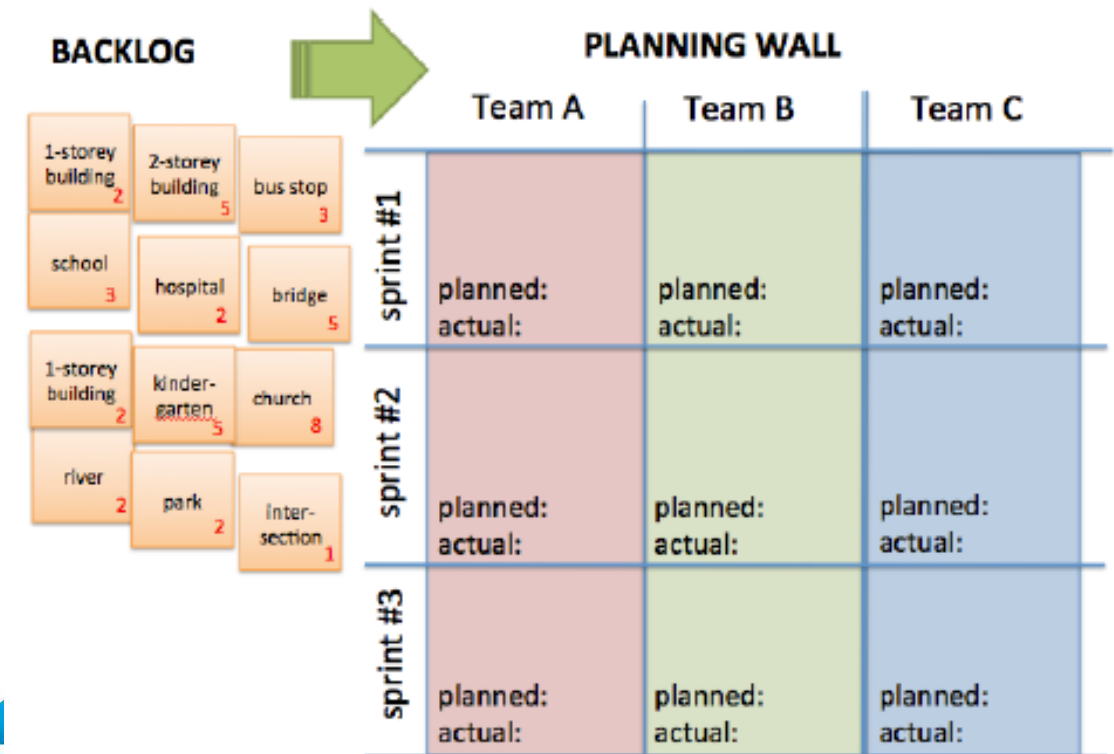 BACKLOG
PLANNING WALL
Team A
Team B
Team C
1-storey
building
2
2-storey
building
5
bus stop
3
school
3
hospital
2
bridge
5
1-storey
building
2
kinder-
garten
5
church
8
river
2
park
2
inter-
section
1
sprint #1
planned:
actual:
planned:
actual:
planned:
actual:
sprint #2
planned:
actual:
planned:
actual:
planned:
actual:
sprint #3
planned:
actual:
planned:
actual:
planned:
actual: